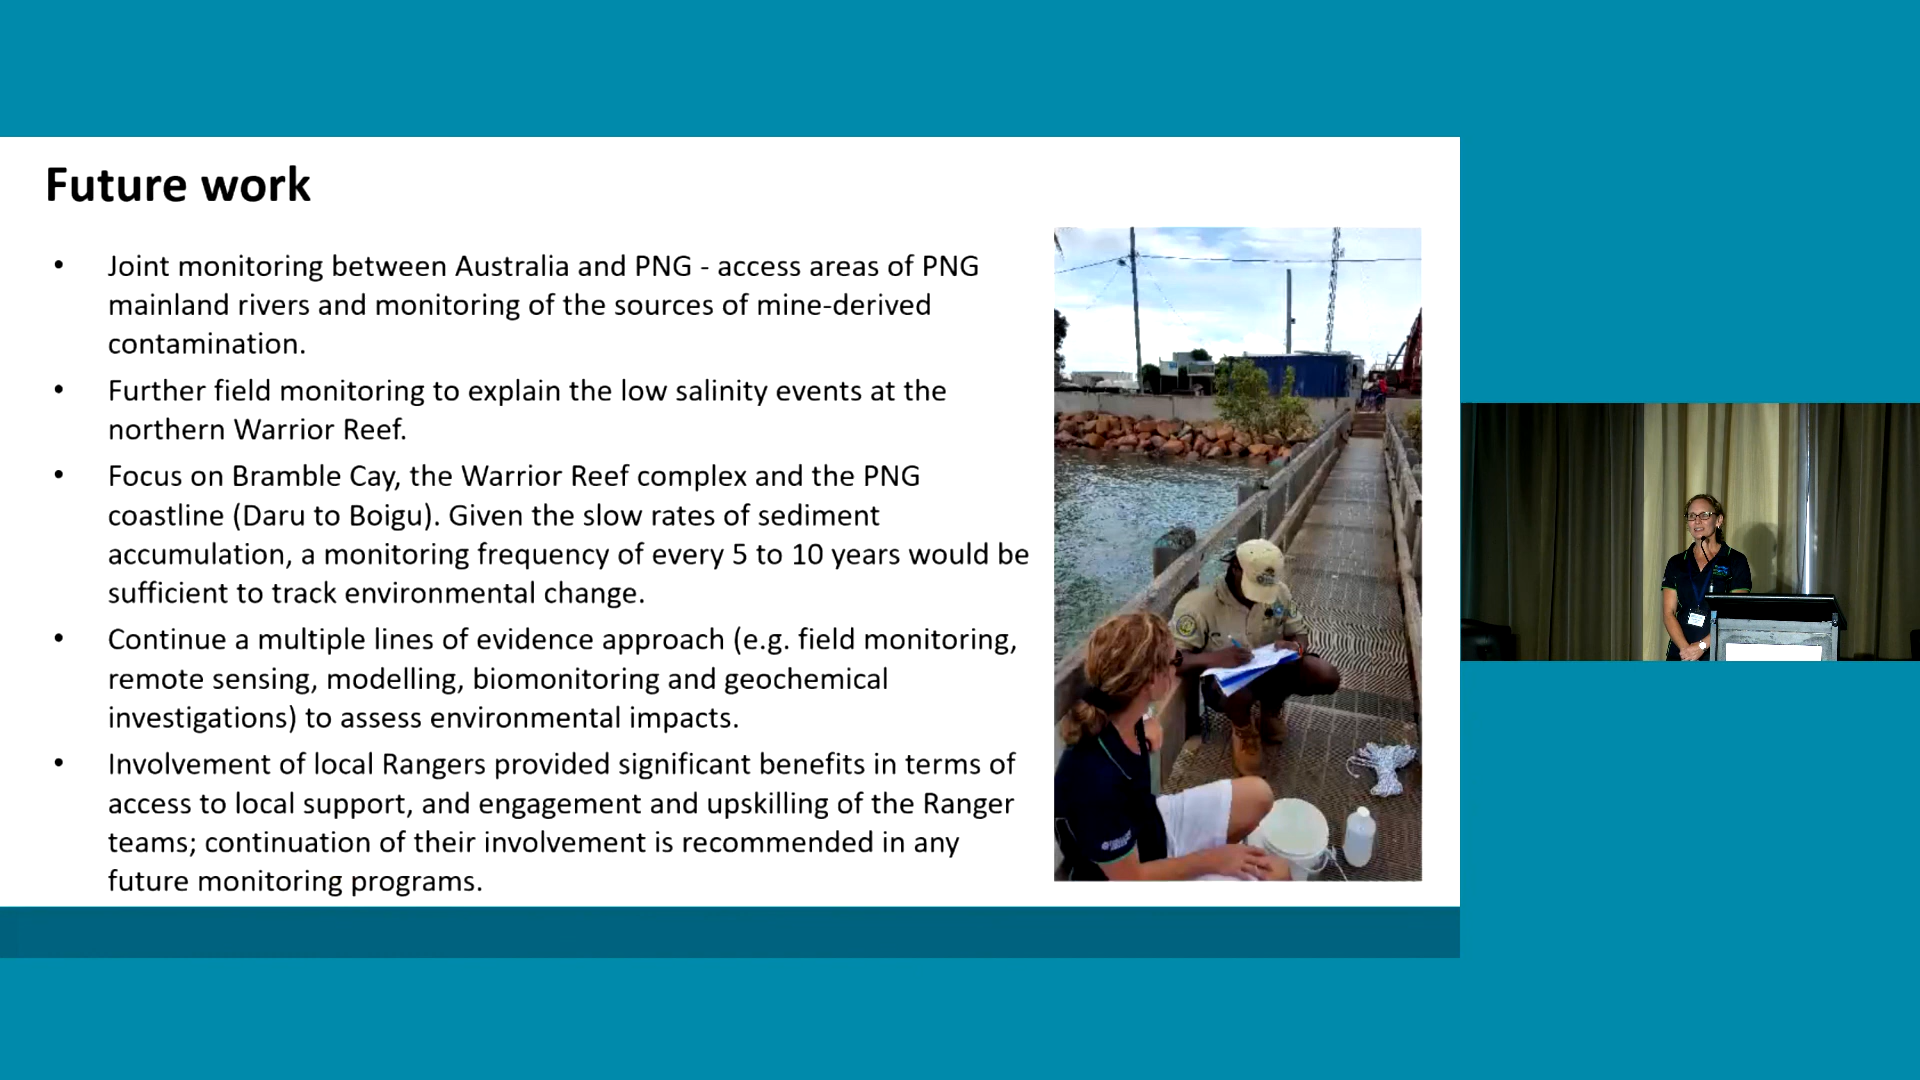 Future work
• Joint monitoring between Australia and PNG - access areas of PNG
mainland rivers and monitoring of the sources of mine-derived
contamination.
• Further field monitoring to explain the low salinity events at the
northern Warrior Reef.
• Focus on Bramble Cay, the Warrior Reef complex and the PNG
coastline (Daru to Boigu). Given the slow rates of sediment
accumulation, a monitoring frequency of every 5 to 10 years would be
sufficient to track environmental change.
• Continue a multiple lines of evidence approach (e.g. field monitoring,
remote sensing, modelling, biomonitoring and geochemical
investigations) to assess environmental impacts.
• Involvement of local Rangers provided significant benefits in terms of
access to local support, and engagement and upskilling of the Ranger
teams; continuation of their involvement is recommended in any
future monitoring programs.